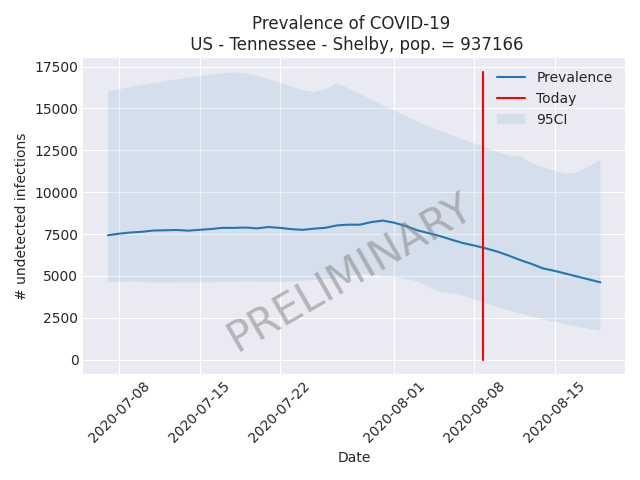 Prevalence of COVID-19
US - Tennessee - Shelby, pop. = 937166
# undetected infections
17500
15000
12500
10000
7500
5000
2500
0
Prevalence
Today
95CI
PRELIMINARY
2020-07-08
2020-07-15
2020-07-22
2020-08-01
2020-08-08
2020-08-15
Date